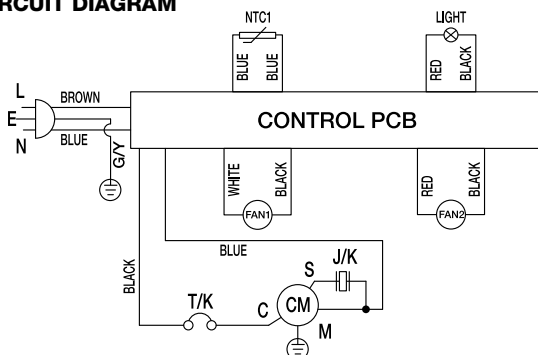 RCUIT DIAGRAM
NTC1
LIGHT
BLUE
BLUE
RED
BLACK
L
BROWN
E
CONTROL PCB
N
BLUE
G/Y
WHITE
BLACK
RED
BLACK
FAN1
FAN2
BLUE
BLACK
S
J/K
T/K
C
CM
M